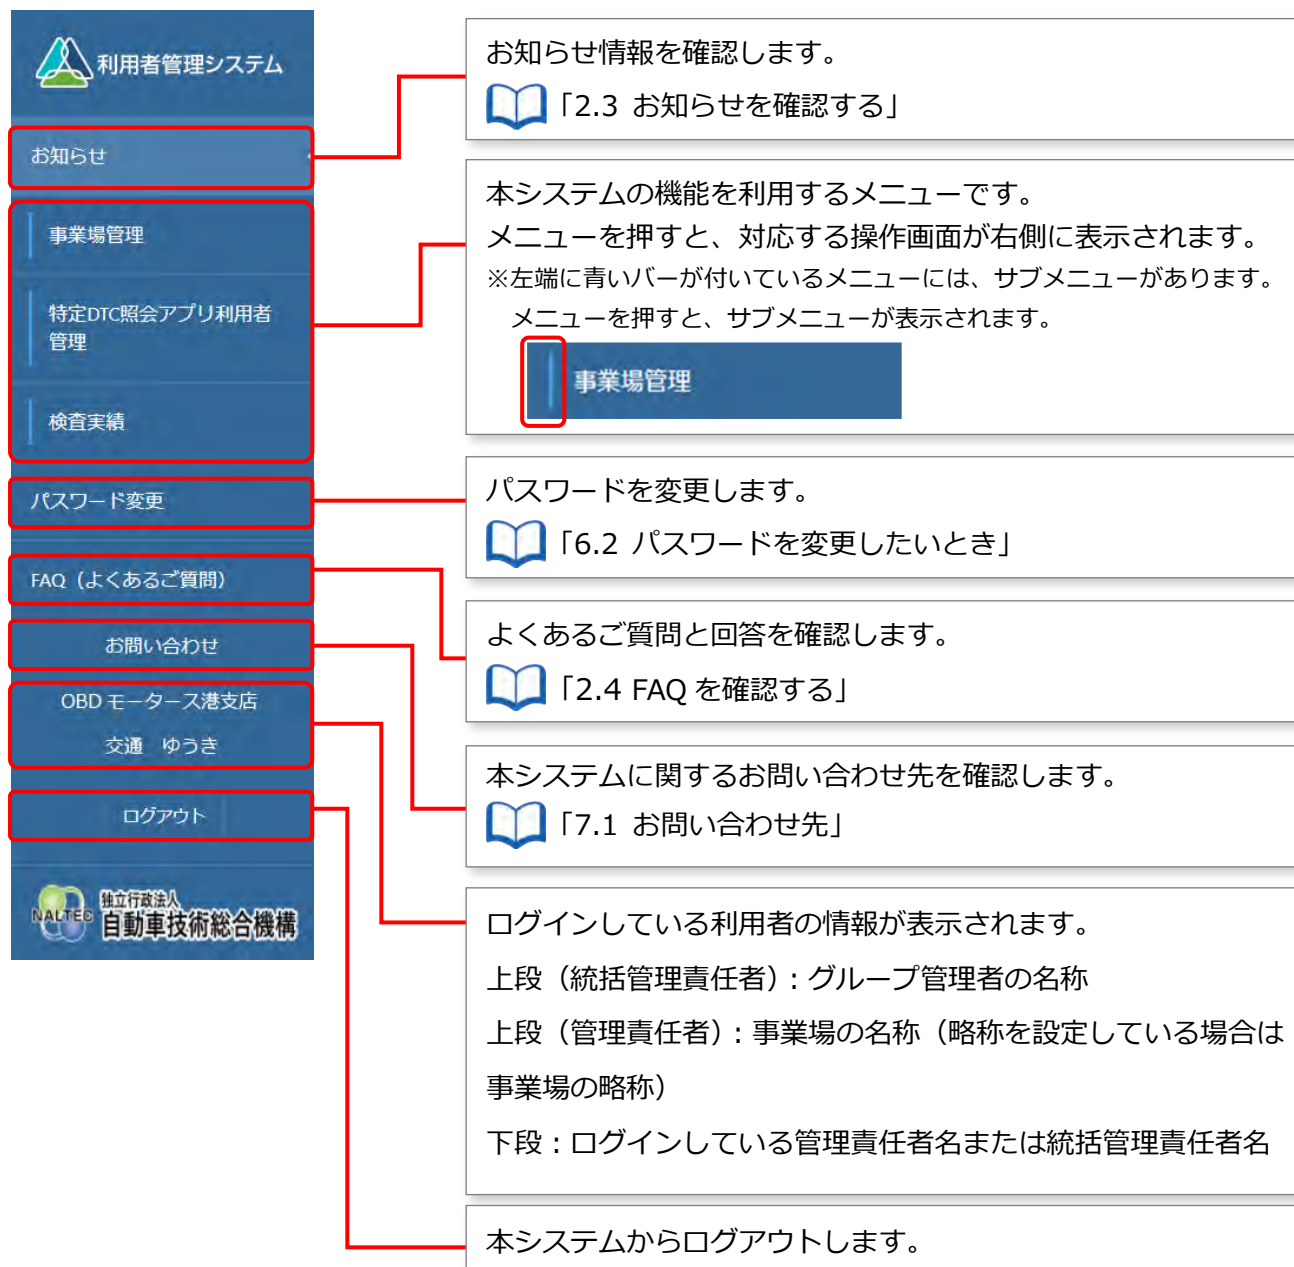 利用者管理システム
お知らせ
事業場管理
特定DTC照会アプリ利用者
管理
検査実績
パスワード変更
FAQ（よくあるご質問）
お問い合わせ
OBD モータース港支店
交通　ゆうき
ログアウト
NALTEC
独立行政法人
自動車技術総合機構
お知らせ情報を確認します。
「2.3 お知らせを確認する」
本システムの機能を利用するメニューです。
メニューを押すと、対応する操作画面が右側に表示されます。
※左端に青いバーが付いているメニューには、サブメニューがあります。
メニューを押すと、サブメニューが表示されます。
事業場管理
パスワードを変更します。
「6.2 パスワードを変更したいとき」
よくあるご質問と回答を確認します。
「2.4 FAQ を確認する」
本システムに関するお問い合わせ先を確認します。
「7.1 お問い合わせ先」
ログインしている利用者の情報が表示されます。
上段（統括管理責任者）：グループ管理者の名称
上段（管理責任者）：事業場の名称（略称を設定している場合は
事業場の略称）
下段：ログインしている管理責任者名または統括管理責任者名
本システムからログアウトします。